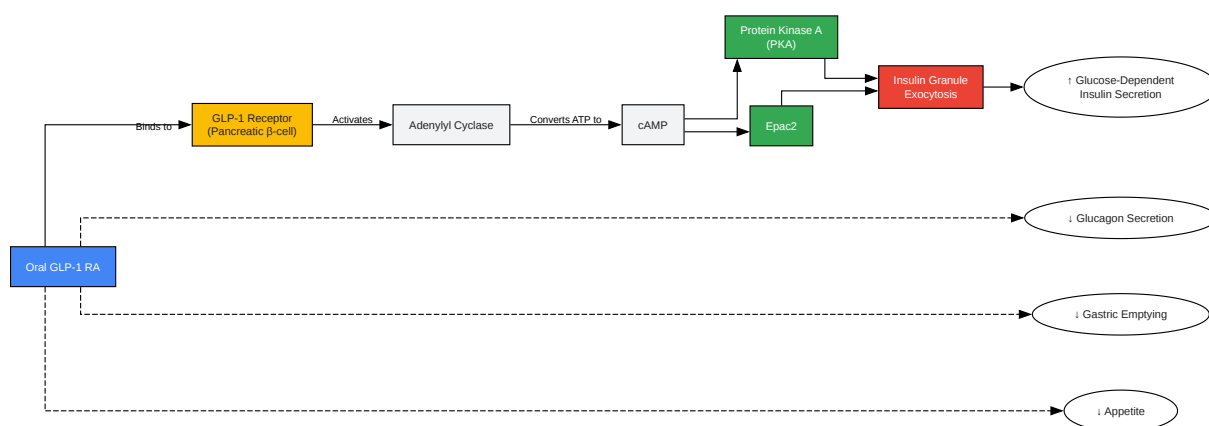 Protein Kinase A
(PKA)
Insulin Granule
Exocytosis
↑ Glucose-Dependent
Insulin Secretion
GLP-1 Receptor
(Pancreatic β-cell)
Binds to
Activates
Adenylyl Cyclase
Converts ATP to
cAMP
Epac2
↓ Glucagon Secretion
Oral GLP-1 RA
↓ Gastric Emptying
↓ Appetite